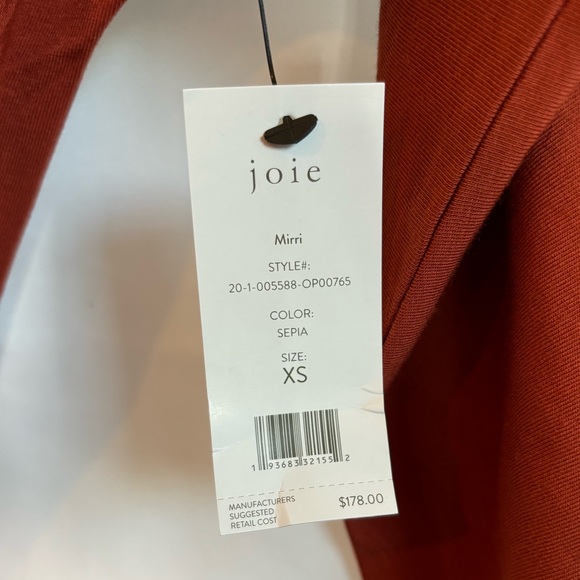 joie
Mirri
STYLE#:
20-1-005588-OP00765
COLOR:
SEPIA
SIZE:
XS
1 93683 32155 2
MANUFACTURERS
SUGGESTED
RETAIL COST
$178.00